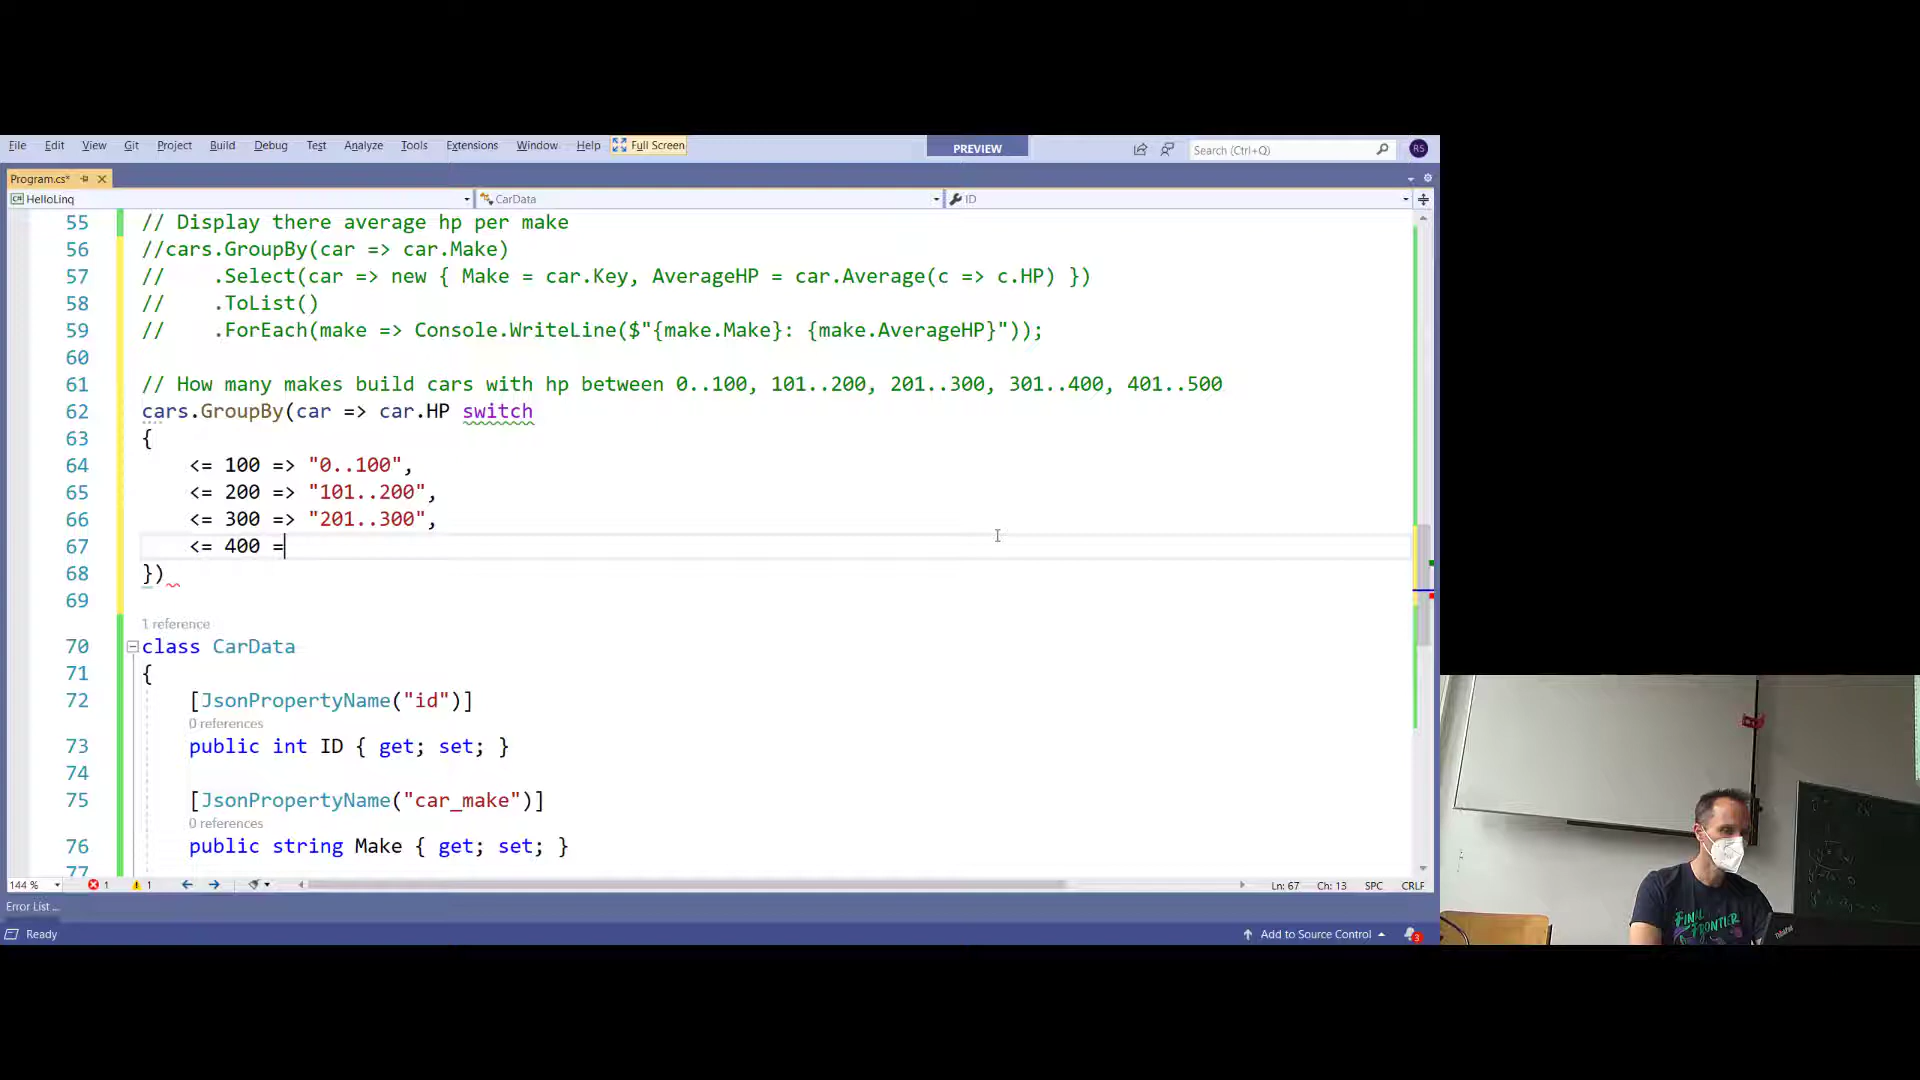 File Edit View Git Project Build Debug Test Analyze Tools Extensions Window Help Full Screen PREVIEW Search (Ctrl+Q) RS
Program.cs*
HelloLinq CarData ID
55 // Display there average hp per make
56 //cars.GroupBy(car => car.Make)
57 //    .Select(car => new { Make = car.Key, AverageHP = car.Average(c => c.HP) })
58 //    .ToList()
59 //    .ForEach(make => Console.WriteLine($"{make.Make}: {make.AverageHP}"));
60
61 // How many makes build cars with hp between 0..100, 101..200, 201..300, 301..400, 401..500
62 cars.GroupBy(car => car.HP switch
63 {
64     <= 100 => "0..100",
65     <= 200 => "101..200",
66     <= 300 => "201..300",
67     <= 400 =
68 })
69
1 reference
70 class CarData
71 {
72     [JsonPropertyName("id")]
0 references
73     public int ID { get; set; }
74
75     [JsonPropertyName("car_make")]
0 references
76     public string Make { get; set; }
77
144 % 1 1 Ln: 67 Ch: 13 SPC CRLF
Error List ...
Ready Add to Source Control 3
FINAL
FRONTIER